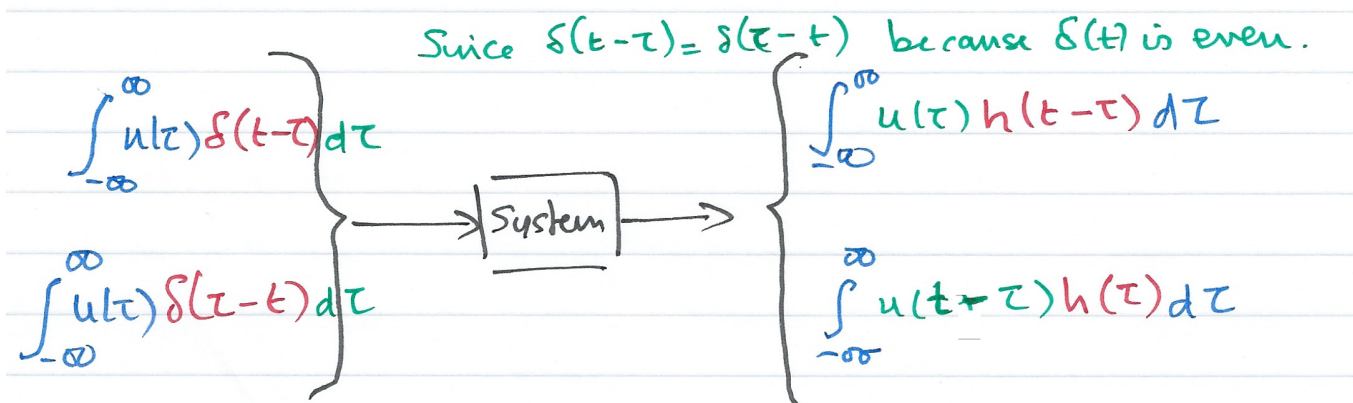 Since δ(t-τ) = δ(τ-t) because δ(t) is even.
∫_{-∞}^{∞} u(τ) δ(t-τ) dτ
∫_{-∞}^{∞} u(τ) h(t-τ) dτ
System
∫_{-∞}^{∞} u(τ) δ(τ-t) dτ
∫_{-∞}^{∞} u(t-τ) h(τ) dτ